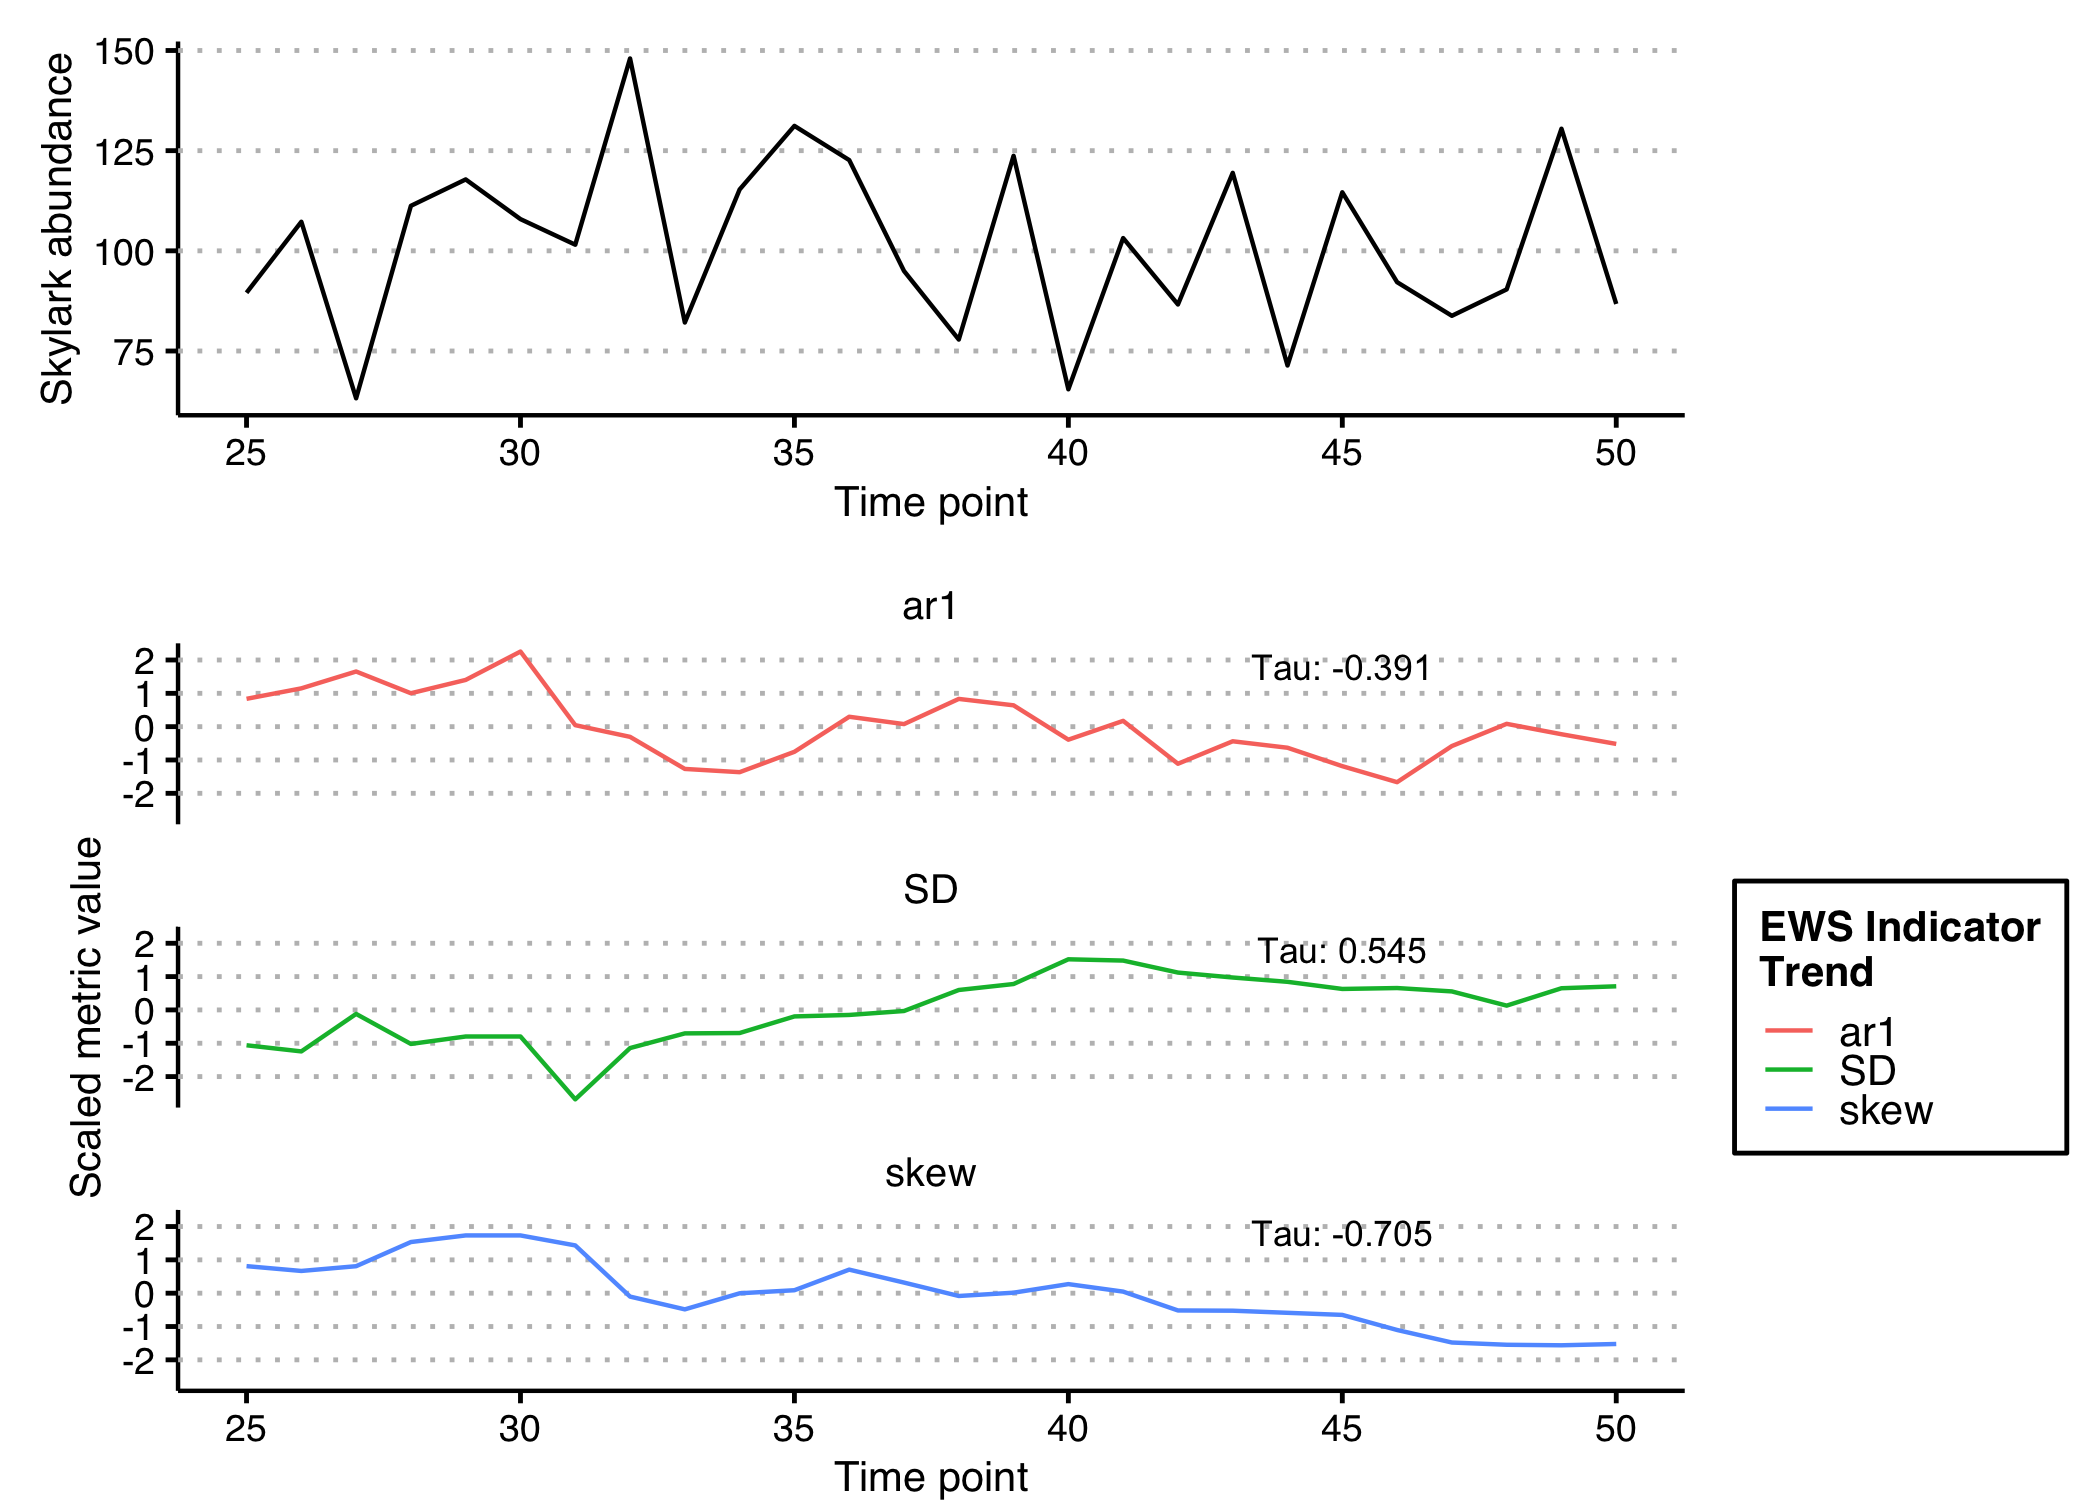 Skylark abundance
150
125
100
75
25 30 35 40 45 50
Time point
Scaled metric value
ar1
2
1
0
-1
-2
Tau: -0.391
SD
2
1
0
-1
-2
Tau: 0.545
skew
2
1
0
-1
-2
Tau: -0.705
25 30 35 40 45 50
Time point
EWS Indicator
Trend
ar1
SD
skew